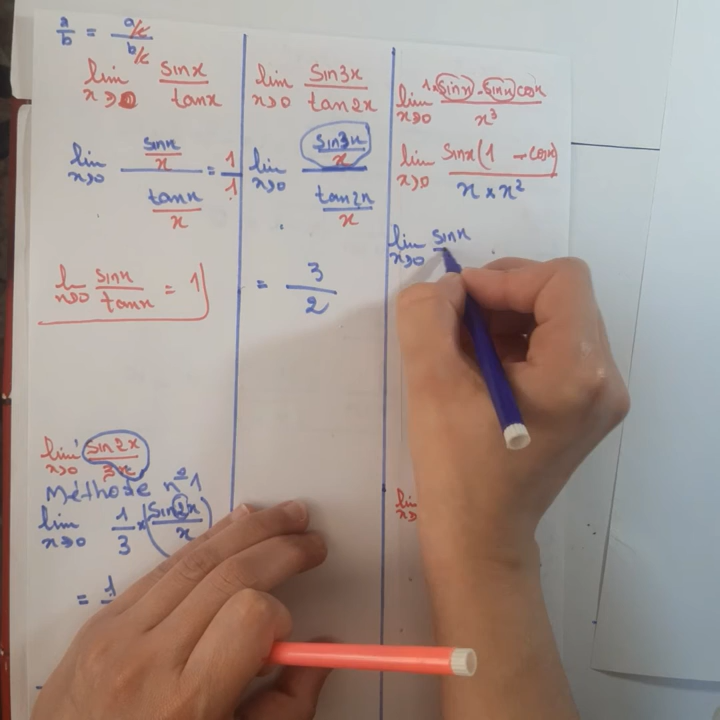 a/b = (a/c)/(b/c)
lim x→0 sinx/tanx
lim x→0 (sinx/x)/(tanx/x) = 1/1
lim x→0 sinx/tanx = 1
lim x→0 sin2x/3x
Méthode n°1
lim x→0 1/3 × (sin2x/x)
= 1
lim x→0 sin3x/tan2x
lim x→0 (sin3x/x)/(tan2x/x)
= 3/2
lim x→0 (1×sinx - sinx cosx)/x³
lim x→0 sinx(1 - cosx)/(x × x²)
lim x→0 sinx
lim x→